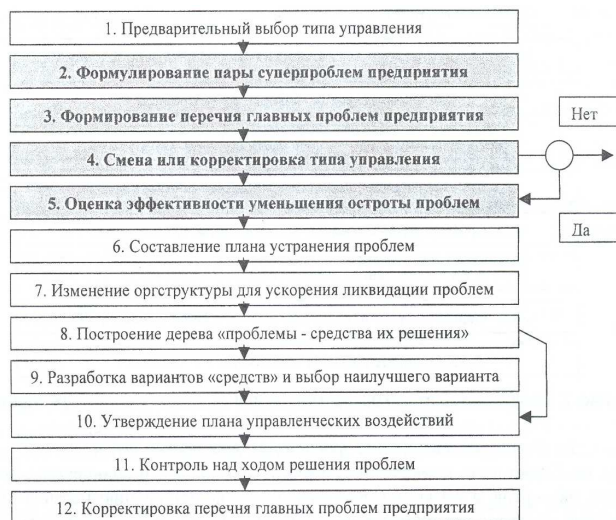 1. Предварительный выбор типа управления
2. Формулирование пары суперпроблем предприятия
3. Формирование перечня главных проблем предприятия
Нет
4. Смена или корректировка типа управления
5. Оценка эффективности уменьшения остроты проблем
Да
6. Составление плана устранения проблем
7. Изменение оргструктуры для ускорения ликвидации проблем
8. Построение дерева «проблемы - средства их решения»
9. Разработка вариантов «средств» и выбор наилучшего варианта
10. Утверждение плана управленческих воздействий
11. Контроль над ходом решения проблем
12. Корректировка перечня главных проблем предприятия